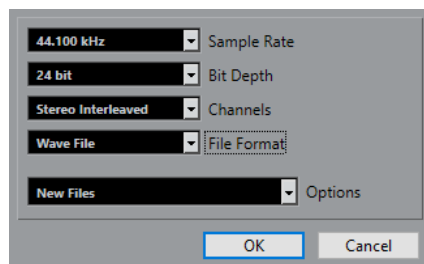 44.100 kHz Sample Rate
24 bit Bit Depth
Stereo Interleaved Channels
Wave File File Format
New Files Options
OK Cancel